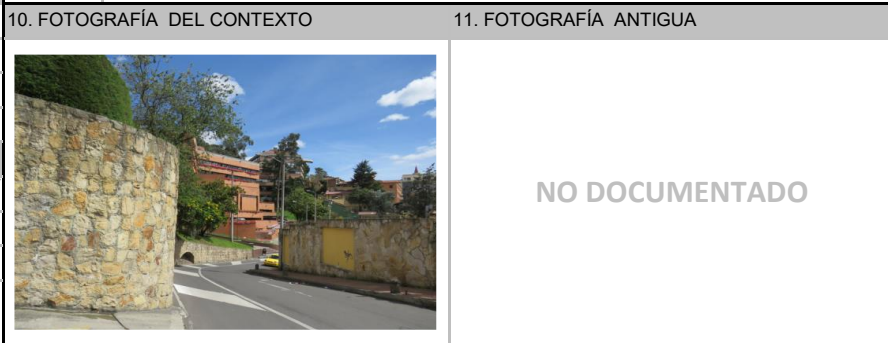 10. FOTOGRAFÍA DEL CONTEXTO
11. FOTOGRAFÍA ANTIGUA
NO DOCUMENTADO